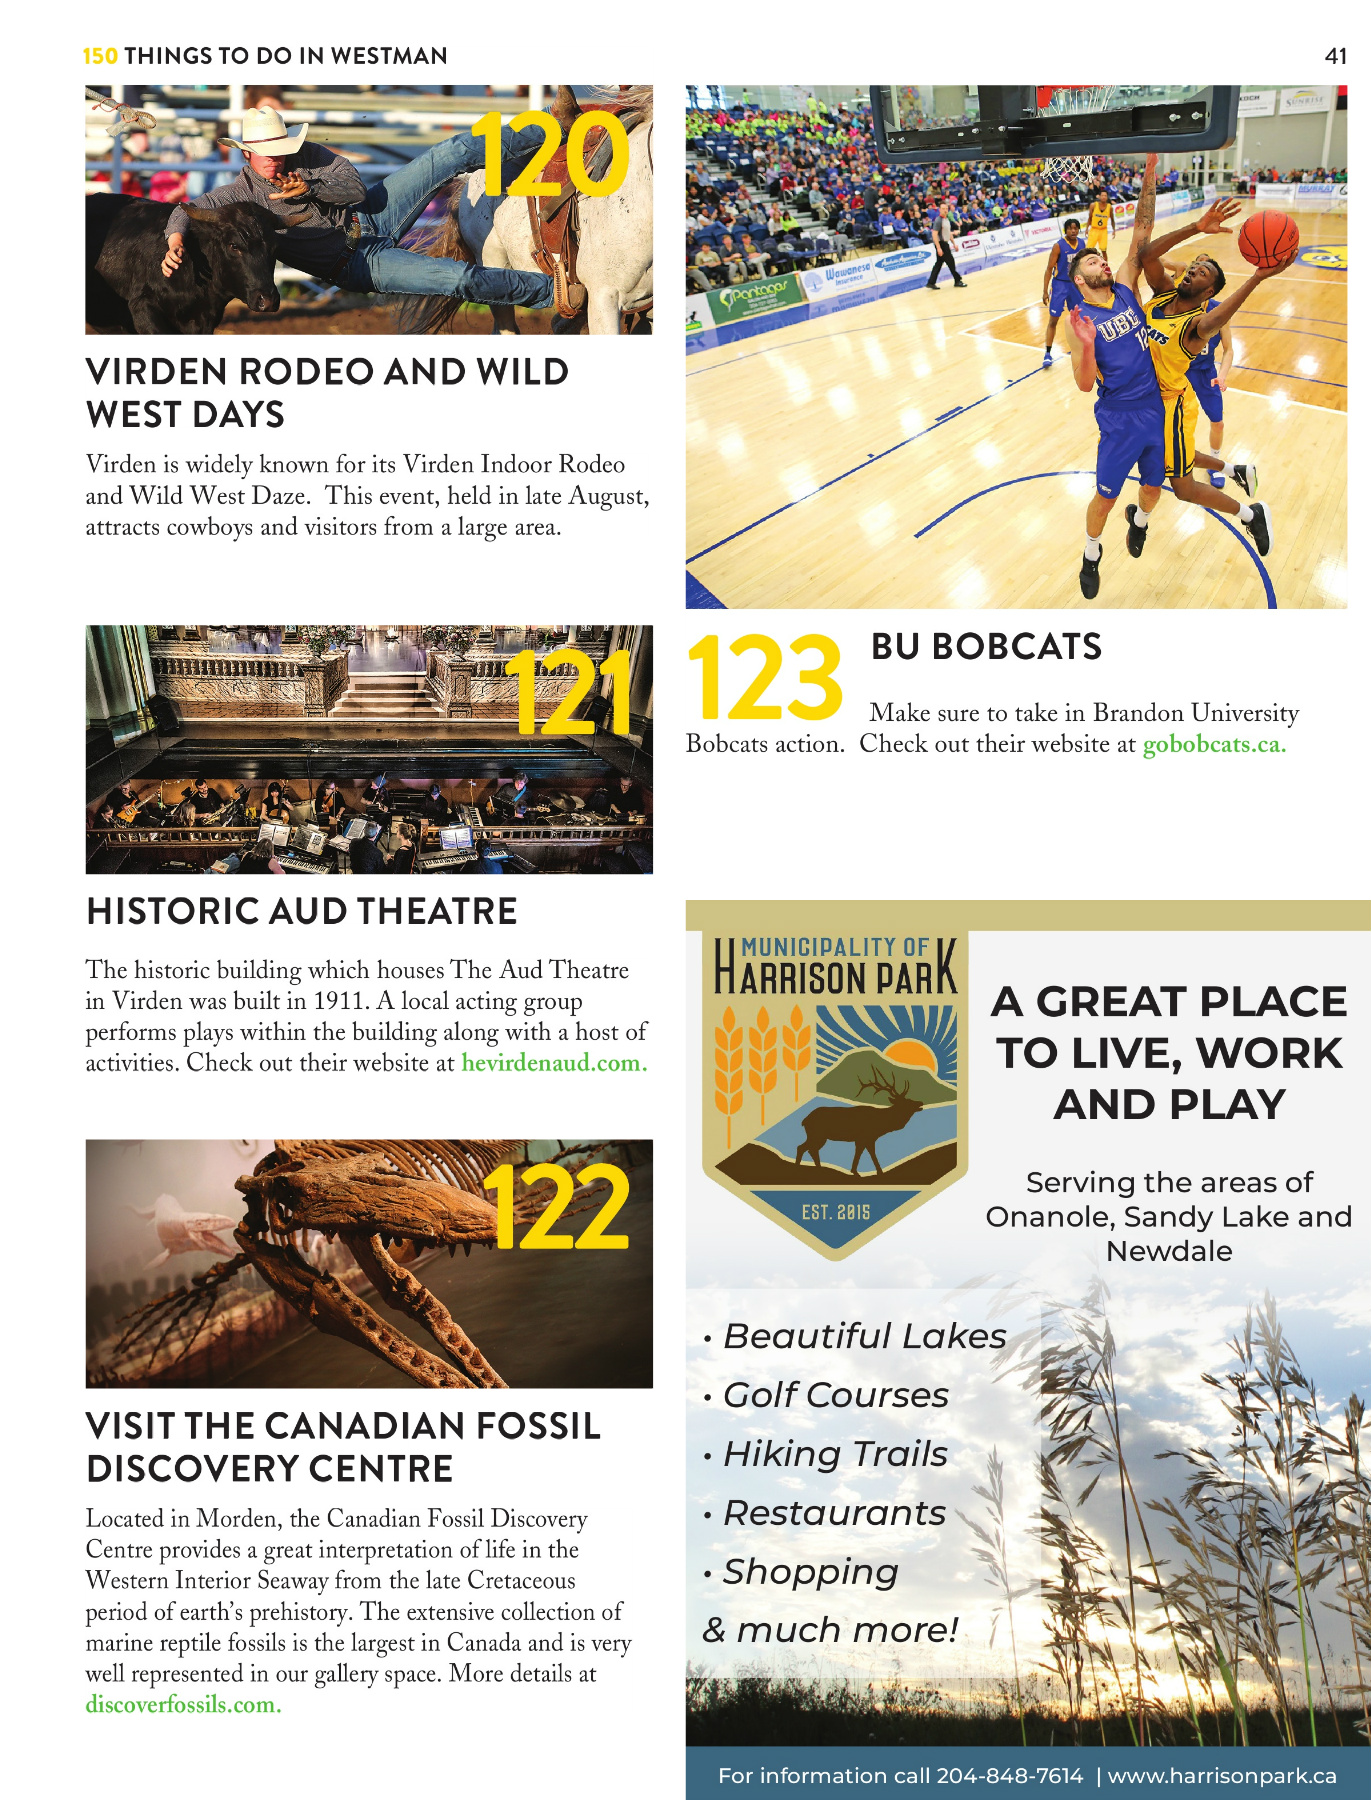 150 THINGS TO DO IN WESTMAN
41
120
VIRDEN RODEO AND WILD
WEST DAYS
Virden is widely known for its Virden Indoor Rodeo
and Wild West Daze.  This event, held in late August,
attracts cowboys and visitors from a large area.
121
HISTORIC AUD THEATRE
The historic building which houses The Aud Theatre
in Virden was built in 1911. A local acting group
performs plays within the building along with a host of
activities. Check out their website at hevirdenaud.com.
122
VISIT THE CANADIAN FOSSIL
DISCOVERY CENTRE
Located in Morden, the Canadian Fossil Discovery
Centre provides a great interpretation of life in the
Western Interior Seaway from the late Cretaceous
period of earth's prehistory. The extensive collection of
marine reptile fossils is the largest in Canada and is very
well represented in our gallery space. More details at
discoverfossils.com.
KOCH
SUNRISE
MURRAY
Pantages
Wawanesa
Insurance
UBC
12
CATS
6
123
BU BOBCATS
Make sure to take in Brandon University
Bobcats action.  Check out their website at gobobcats.ca.
MUNICIPALITY OF
HARRISON PARK
EST. 2015
A GREAT PLACE
TO LIVE, WORK
AND PLAY
Serving the areas of
Onanole, Sandy Lake and
Newdale
• Beautiful Lakes
• Golf Courses
• Hiking Trails
• Restaurants
• Shopping
& much more!
For information call 204-848-7614 | www.harrisonpark.ca